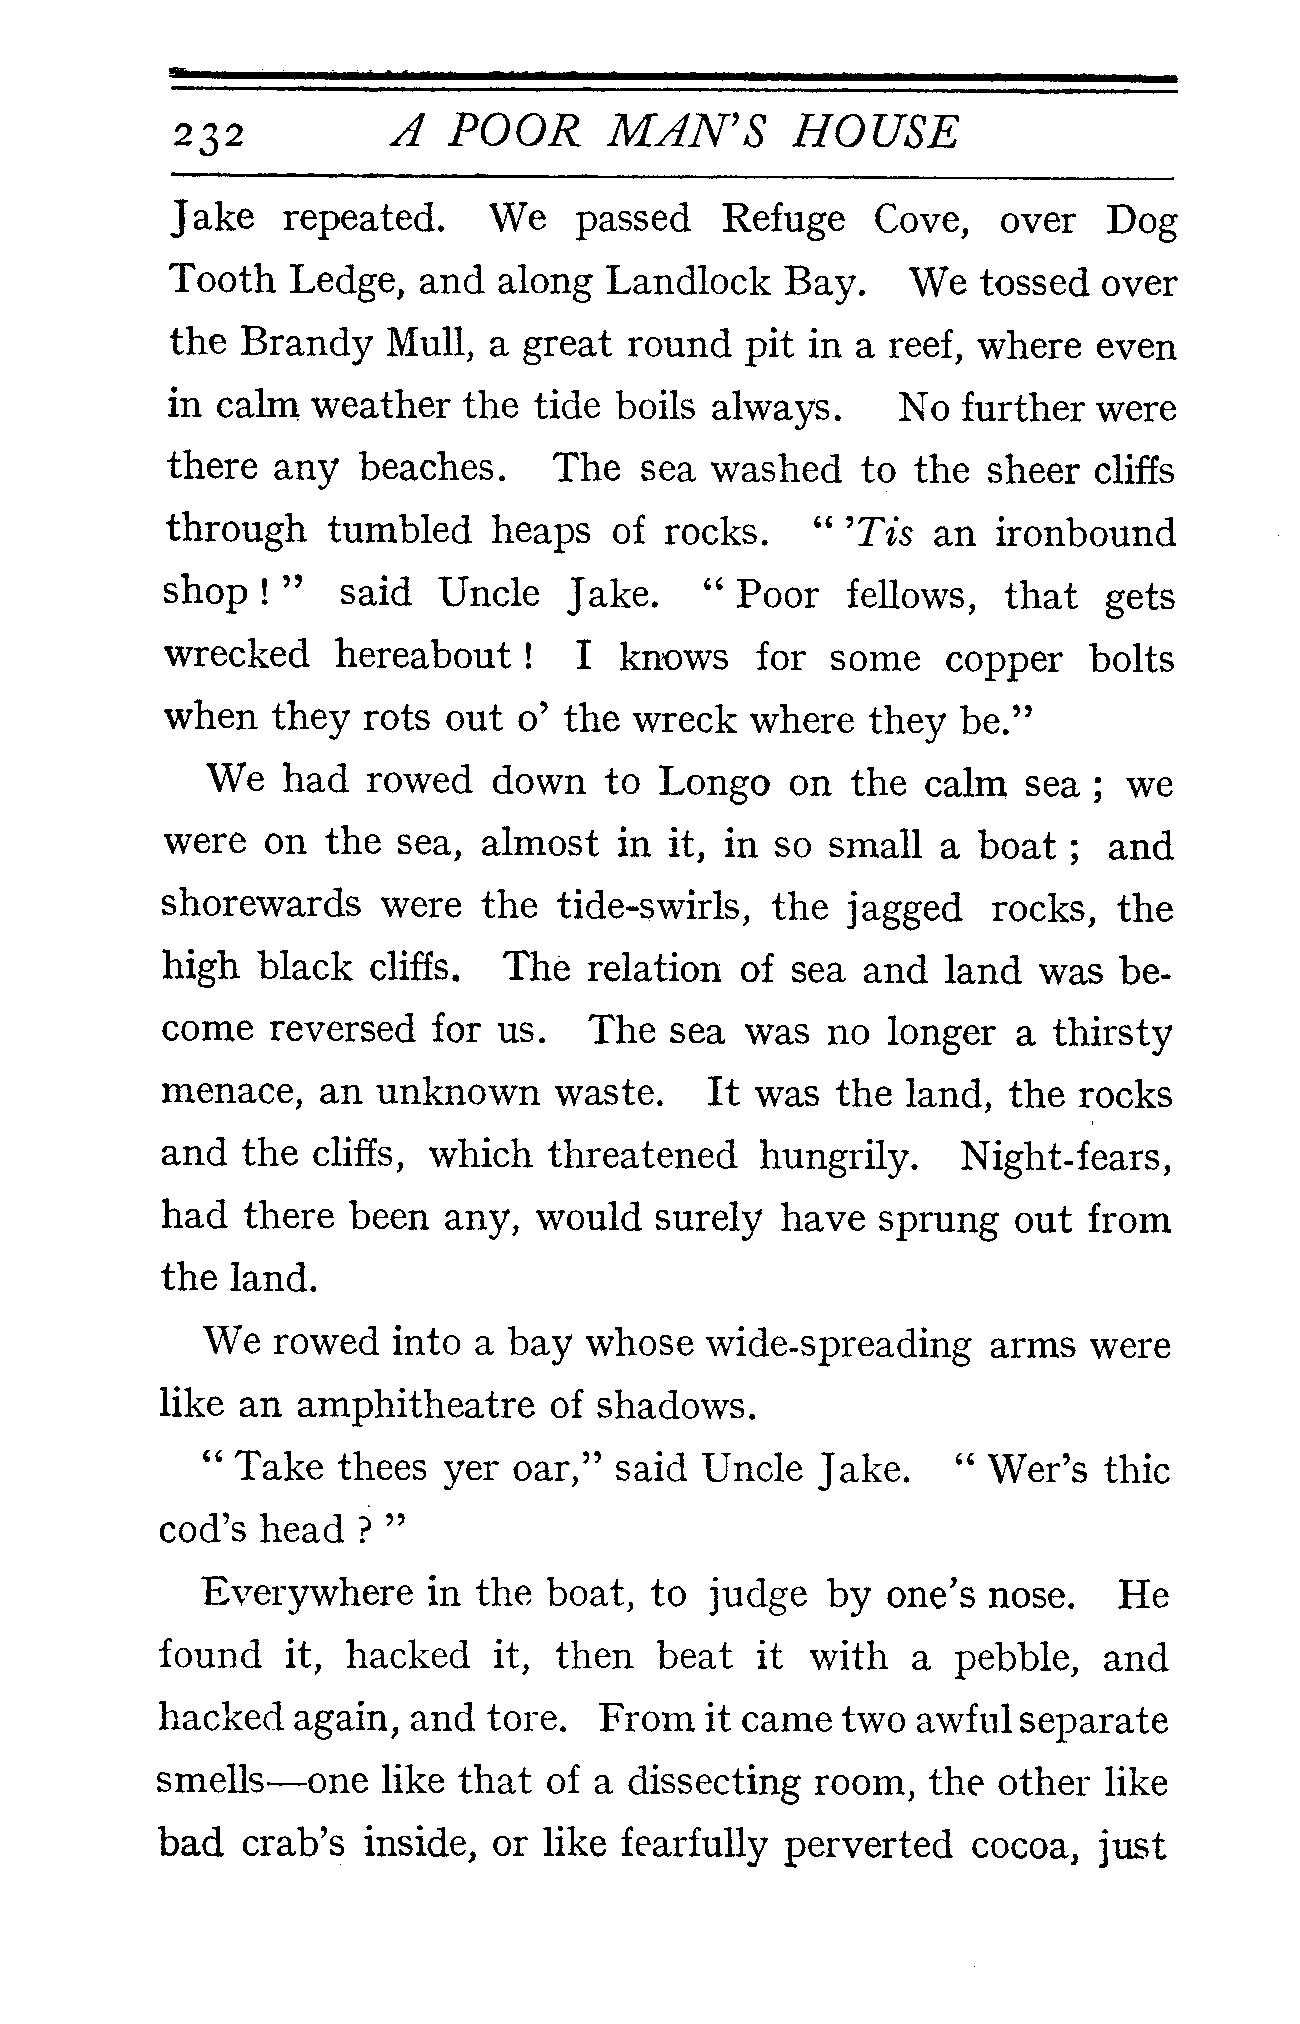 232 A POOR MAN'S HOUSE
Jake repeated. We passed Refuge Cove, over Dog
Tooth Ledge, and along Landlock Bay. We tossed over
the Brandy Mull, a great round pit in a reef, where even
in calm weather the tide boils always. No further were
there any beaches. The sea washed to the sheer cliffs
through tumbled heaps of rocks. “ ’Tis an ironbound
shop ! ” said Uncle Jake. “ Poor fellows, that gets
wrecked hereabout ! I knows for some copper bolts
when they rots out o’ the wreck where they be.”
We had rowed down to Longo on the calm sea ; we
were on the sea, almost in it, in so small a boat ; and
shorewards were the tide-swirls, the jagged rocks, the
high black cliffs. The relation of sea and land was be-
come reversed for us. The sea was no longer a thirsty
menace, an unknown waste. It was the land, the rocks
and the cliffs, which threatened hungrily. Night-fears,
had there been any, would surely have sprung out from
the land.
We rowed into a bay whose wide-spreading arms were
like an amphitheatre of shadows.
“ Take thees yer oar,” said Uncle Jake. “ Wer’s thic
cod’s head ? ”
Everywhere in the boat, to judge by one’s nose. He
found it, hacked it, then beat it with a pebble, and
hacked again, and tore. From it came two awful separate
smells—one like that of a dissecting room, the other like
bad crab’s inside, or like fearfully perverted cocoa, just